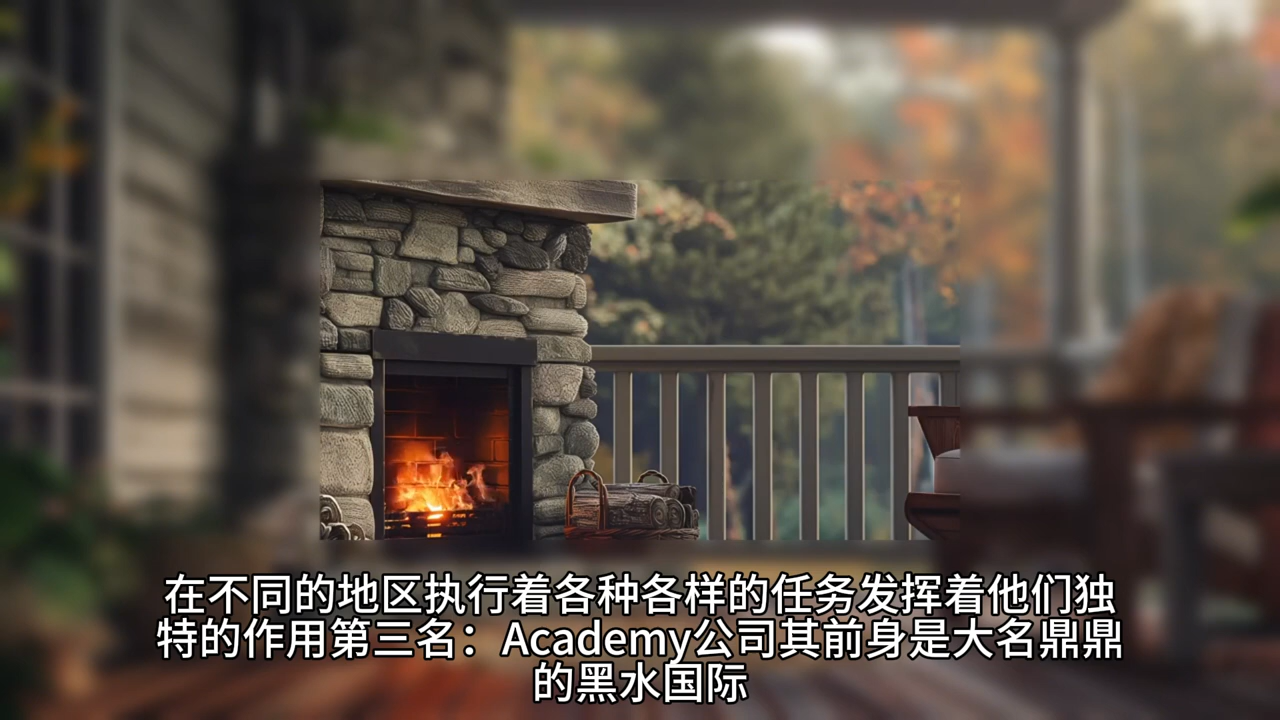 在不同的地区执行着各种各样的任务发挥着他们独
特的作用第三名：Academy公司其前身是大名鼎鼎
的黑水国际